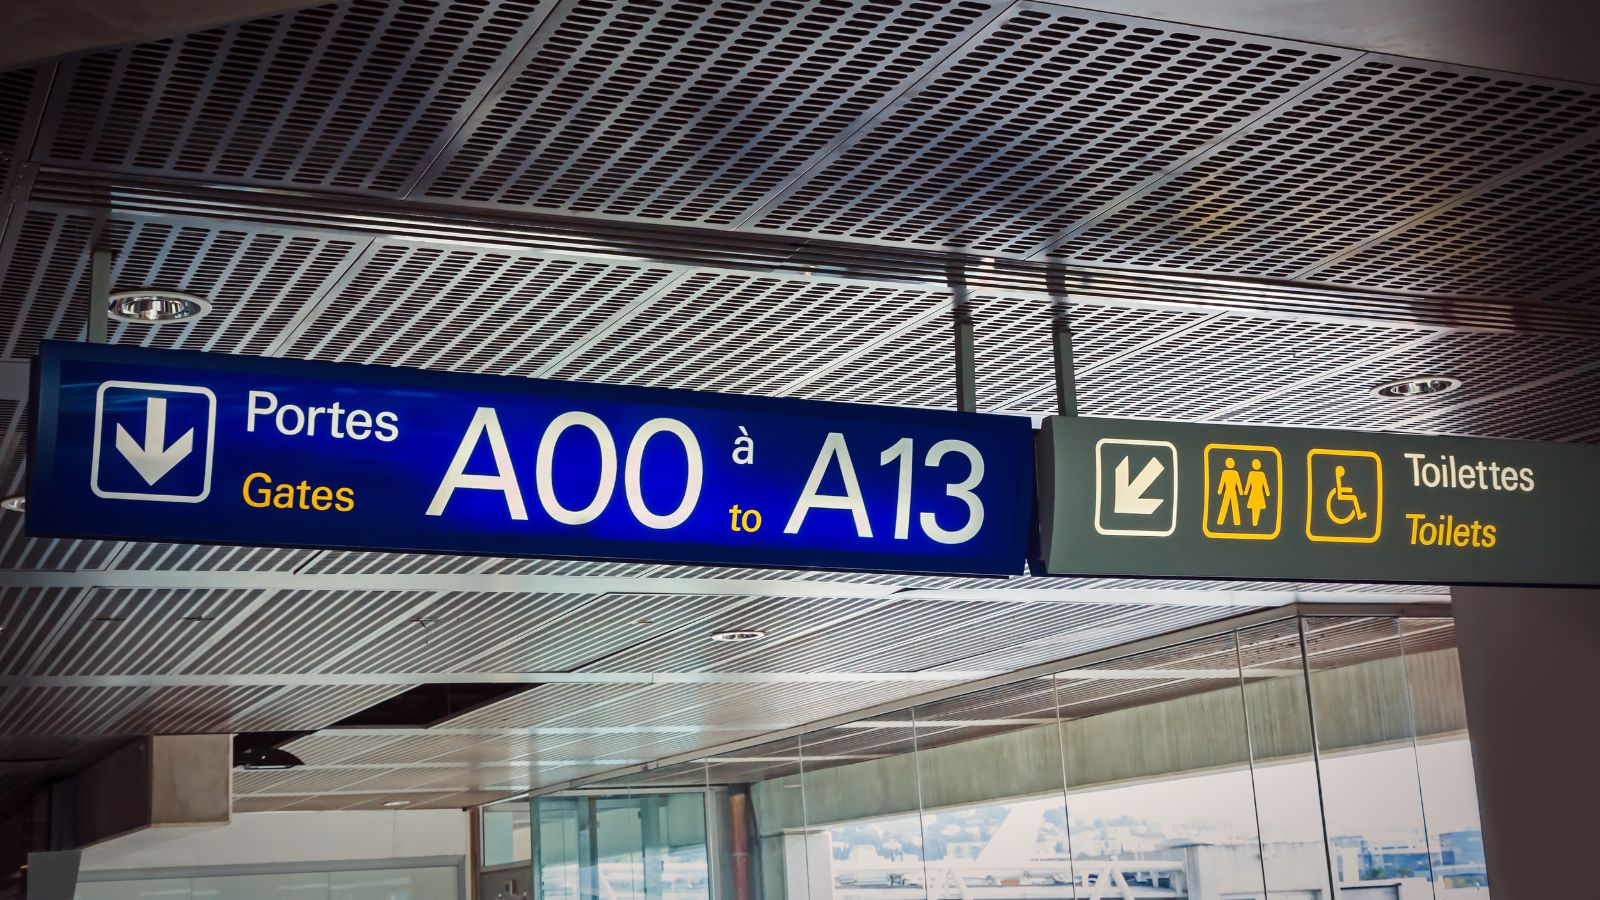 Portes A00 à A13
Gates to
Toilettes
Toilets